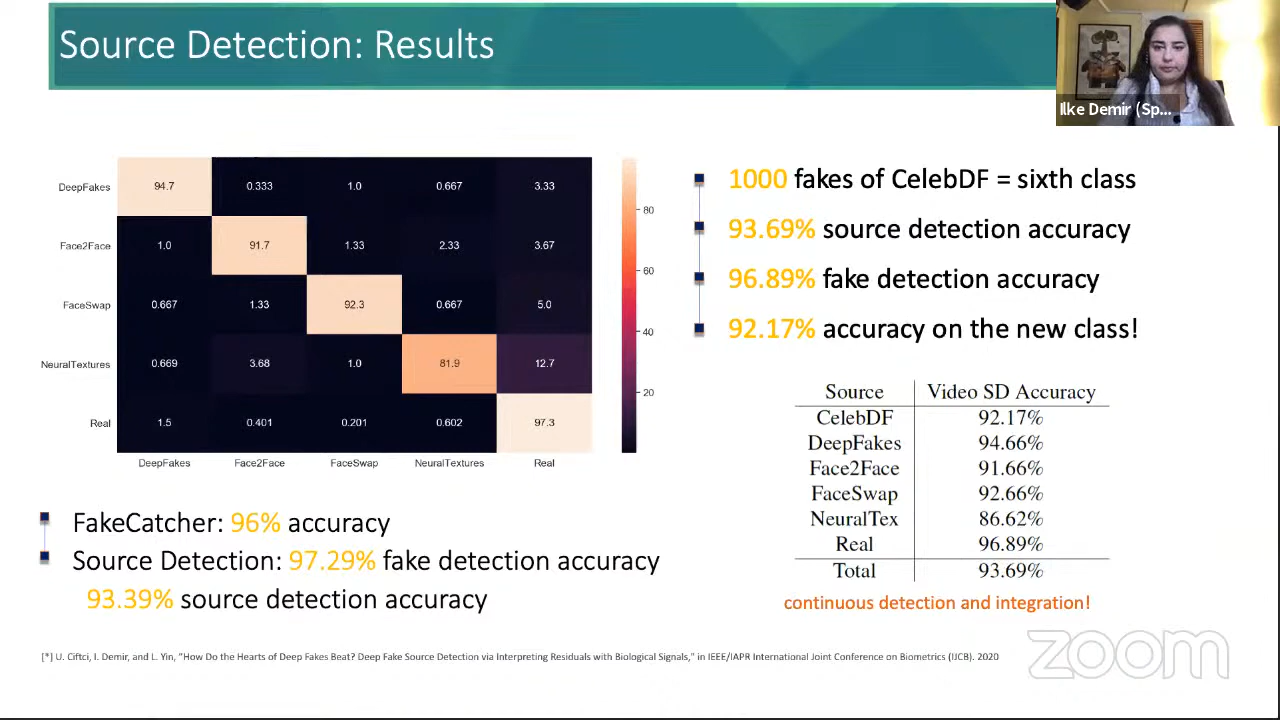 Source Detection: Results
Ilke Demir (Sp...
DeepFakes 94.7 0.333 1.0 0.667 3.33
Face2Face 1.0 91.7 1.33 2.33 3.67
FaceSwap 0.667 1.33 92.3 0.667 5.0
NeuralTextures 0.669 3.68 1.0 81.9 12.7
Real 1.5 0.401 0.201 0.602 97.3
DeepFakes Face2Face FaceSwap NeuralTextures Real
80
60
40
20
FakeCatcher: 96% accuracy
Source Detection: 97.29% fake detection accuracy
93.39% source detection accuracy
1000 fakes of CelebDF = sixth class
93.69% source detection accuracy
96.89% fake detection accuracy
92.17% accuracy on the new class!
Source Video SD Accuracy
CelebDF 92.17%
DeepFakes 94.66%
Face2Face 91.66%
FaceSwap 92.66%
NeuralTex 86.62%
Real 96.89%
Total 93.69%
continuous detection and integration!
[*] U. Ciftci, I. Demir, and L. Yin, "How Do the Hearts of Deep Fakes Beat? Deep Fake Source Detection via Interpreting Residuals with Biological Signals," in IEEE/IAPR International Joint Conference on Biometrics (IJCB). 2020
zoom